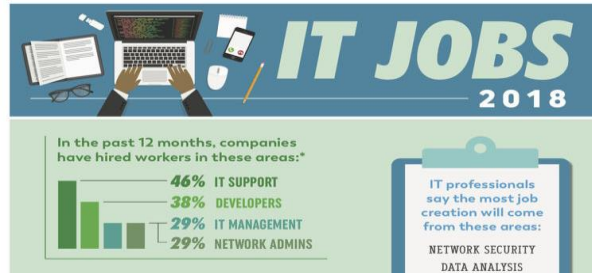 IT JOBS
2018
In the past 12 months, companies
have hired workers in these areas:*
46% IT SUPPORT
38% DEVELOPERS
29% IT MANAGEMENT
29% NETWORK ADMINS
IT professionals
say the most job
creation will come
from these areas:
NETWORK SECURITY
DATA ANALYSIS